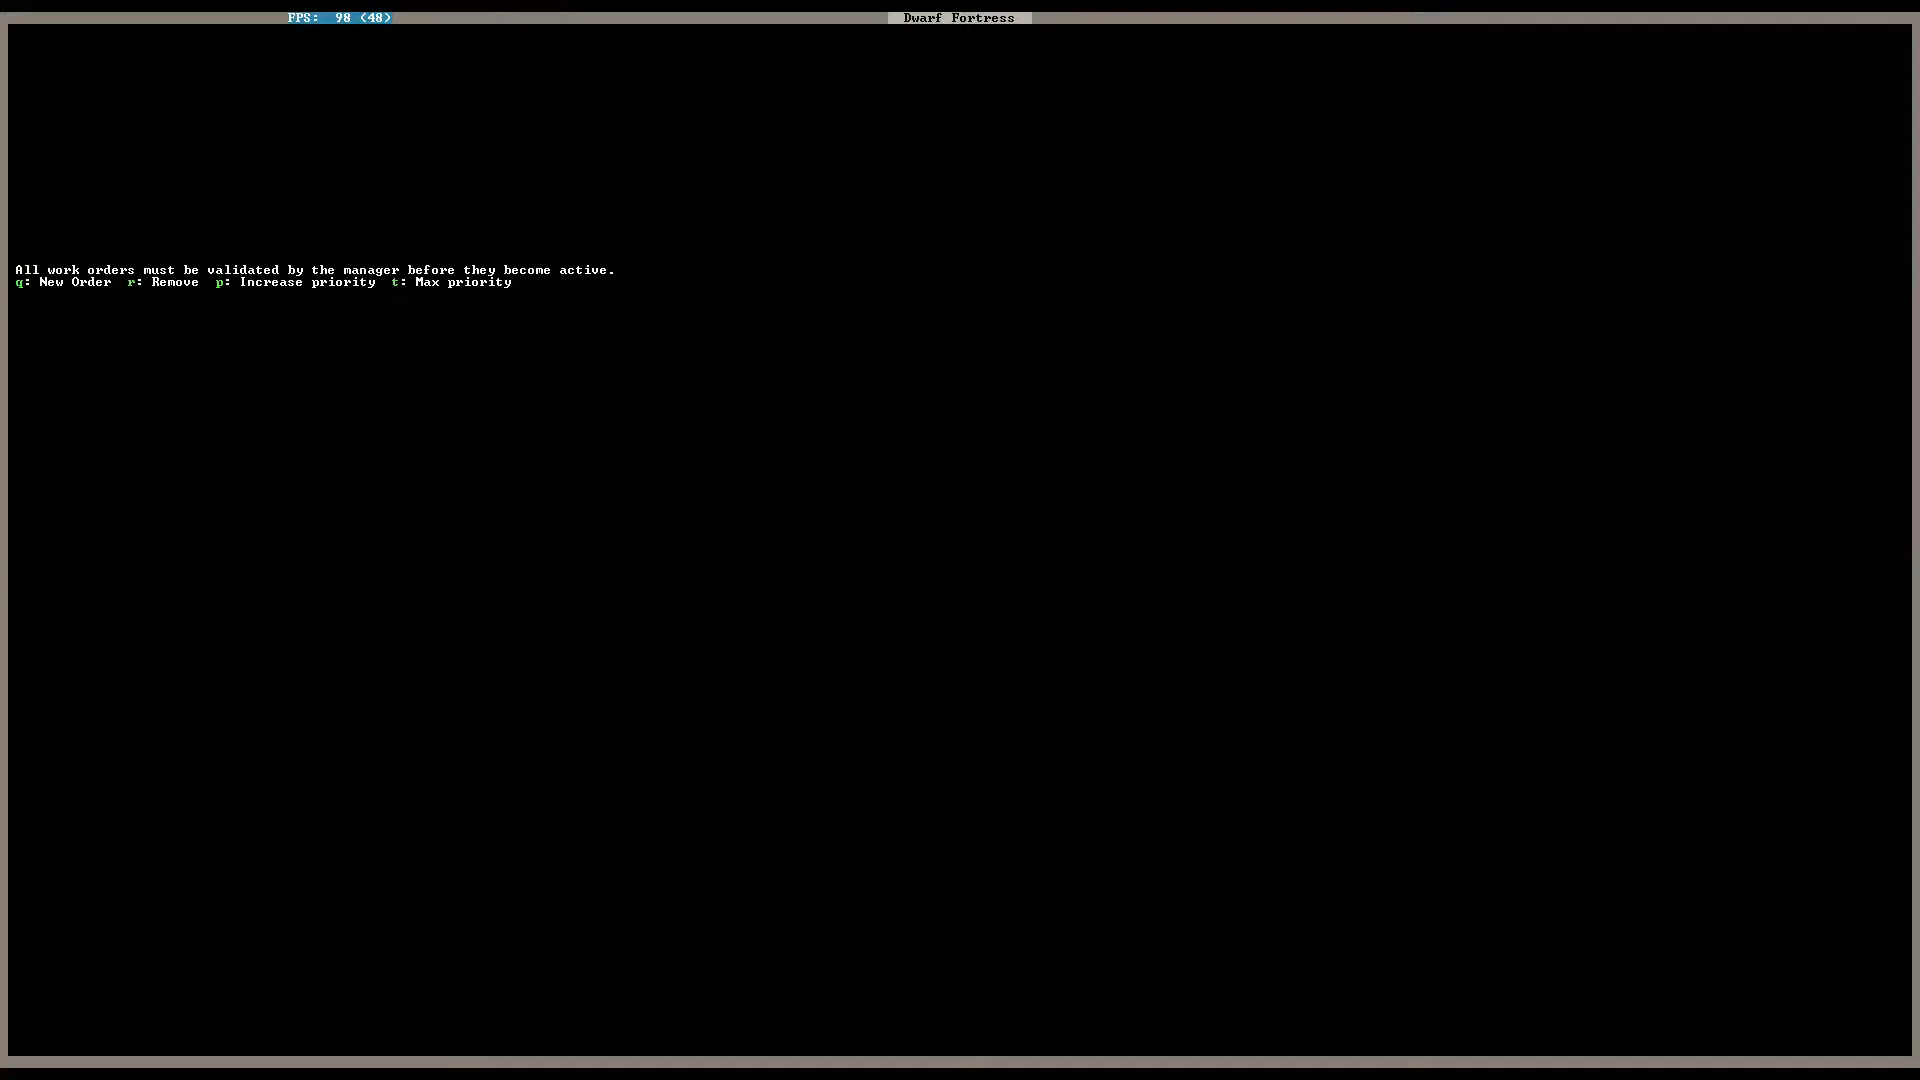 FPS: 98 (48)
Dwarf Fortress
All work orders must be validated by the manager before they become active.
q: New Order r: Remove p: Increase priority t: Max priority